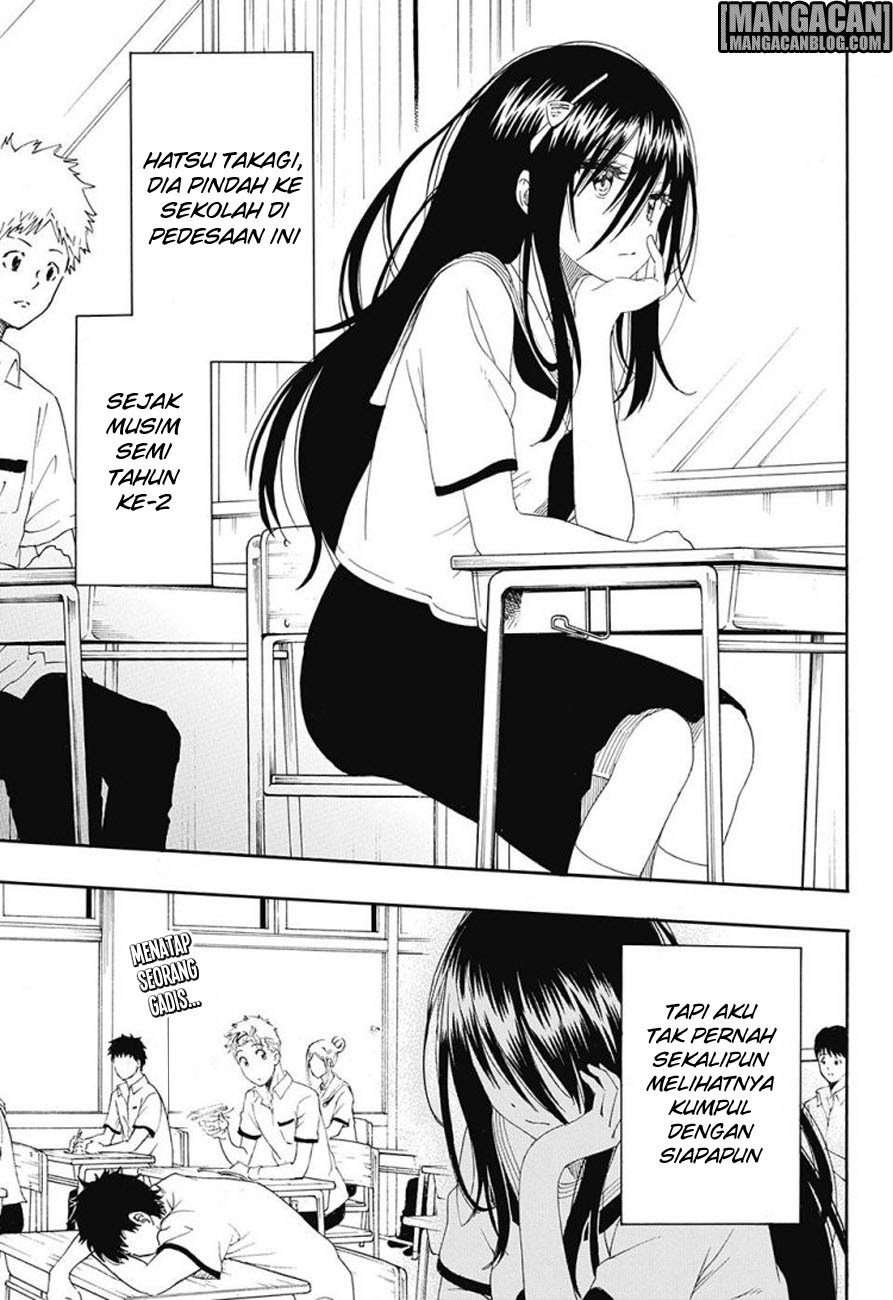 [MANGACAN]
MANGACANBLOG.COM
HATSU TAKAGI,
DIA PINDAH KE
SEKOLAH DI
PEDESAAN INI
SEJAK
MUSIM
SEMI
TAHUN
KE-2
MENATAP
SEORANG
GADIS...
TAPI AKU
TAK PERNAH
SEKALIPUN
MELIHATNYA
KUMPUL
DENGAN
SIAPAPUN